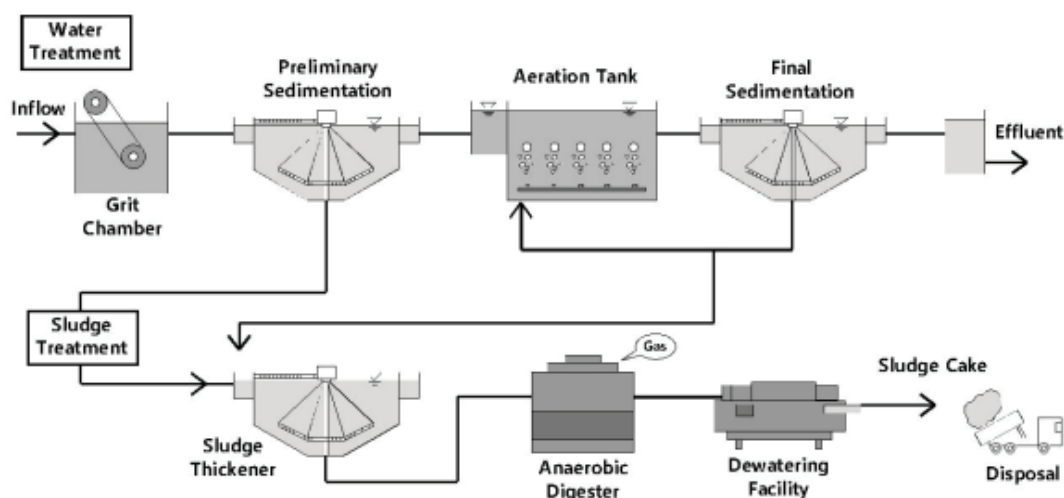 Water
Treatment
Inflow
Grit
Chamber
Preliminary
Sedimentation
Aeration Tank
Final
Sedimentation
Effluent
Sludge
Treatment
Sludge
Thickener
Gas
Anaerobic
Digester
Dewatering
Facility
Sludge Cake
Disposal